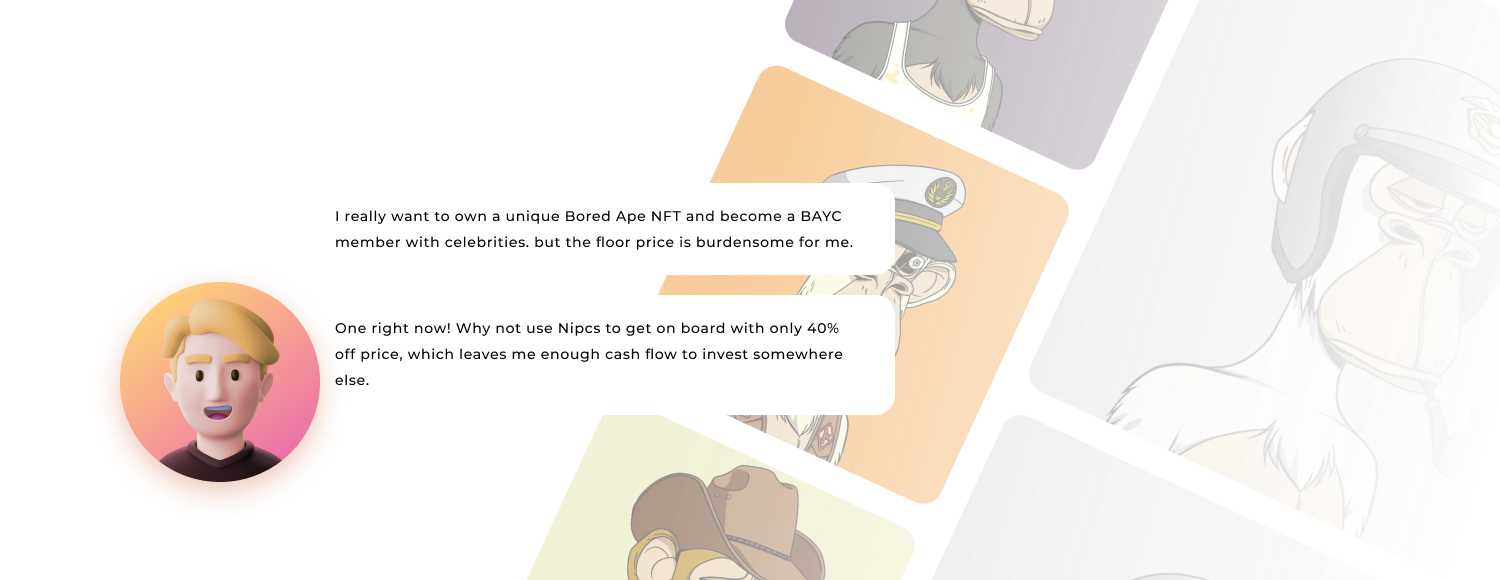 I really want to own a unique Bored Ape NFT and become a BAYC
member with celebrities. but the floor price is burdensome for me.
One right now! Why not use Nipcs to get on board with only 40%
off price, which leaves me enough cash flow to invest somewhere
else.